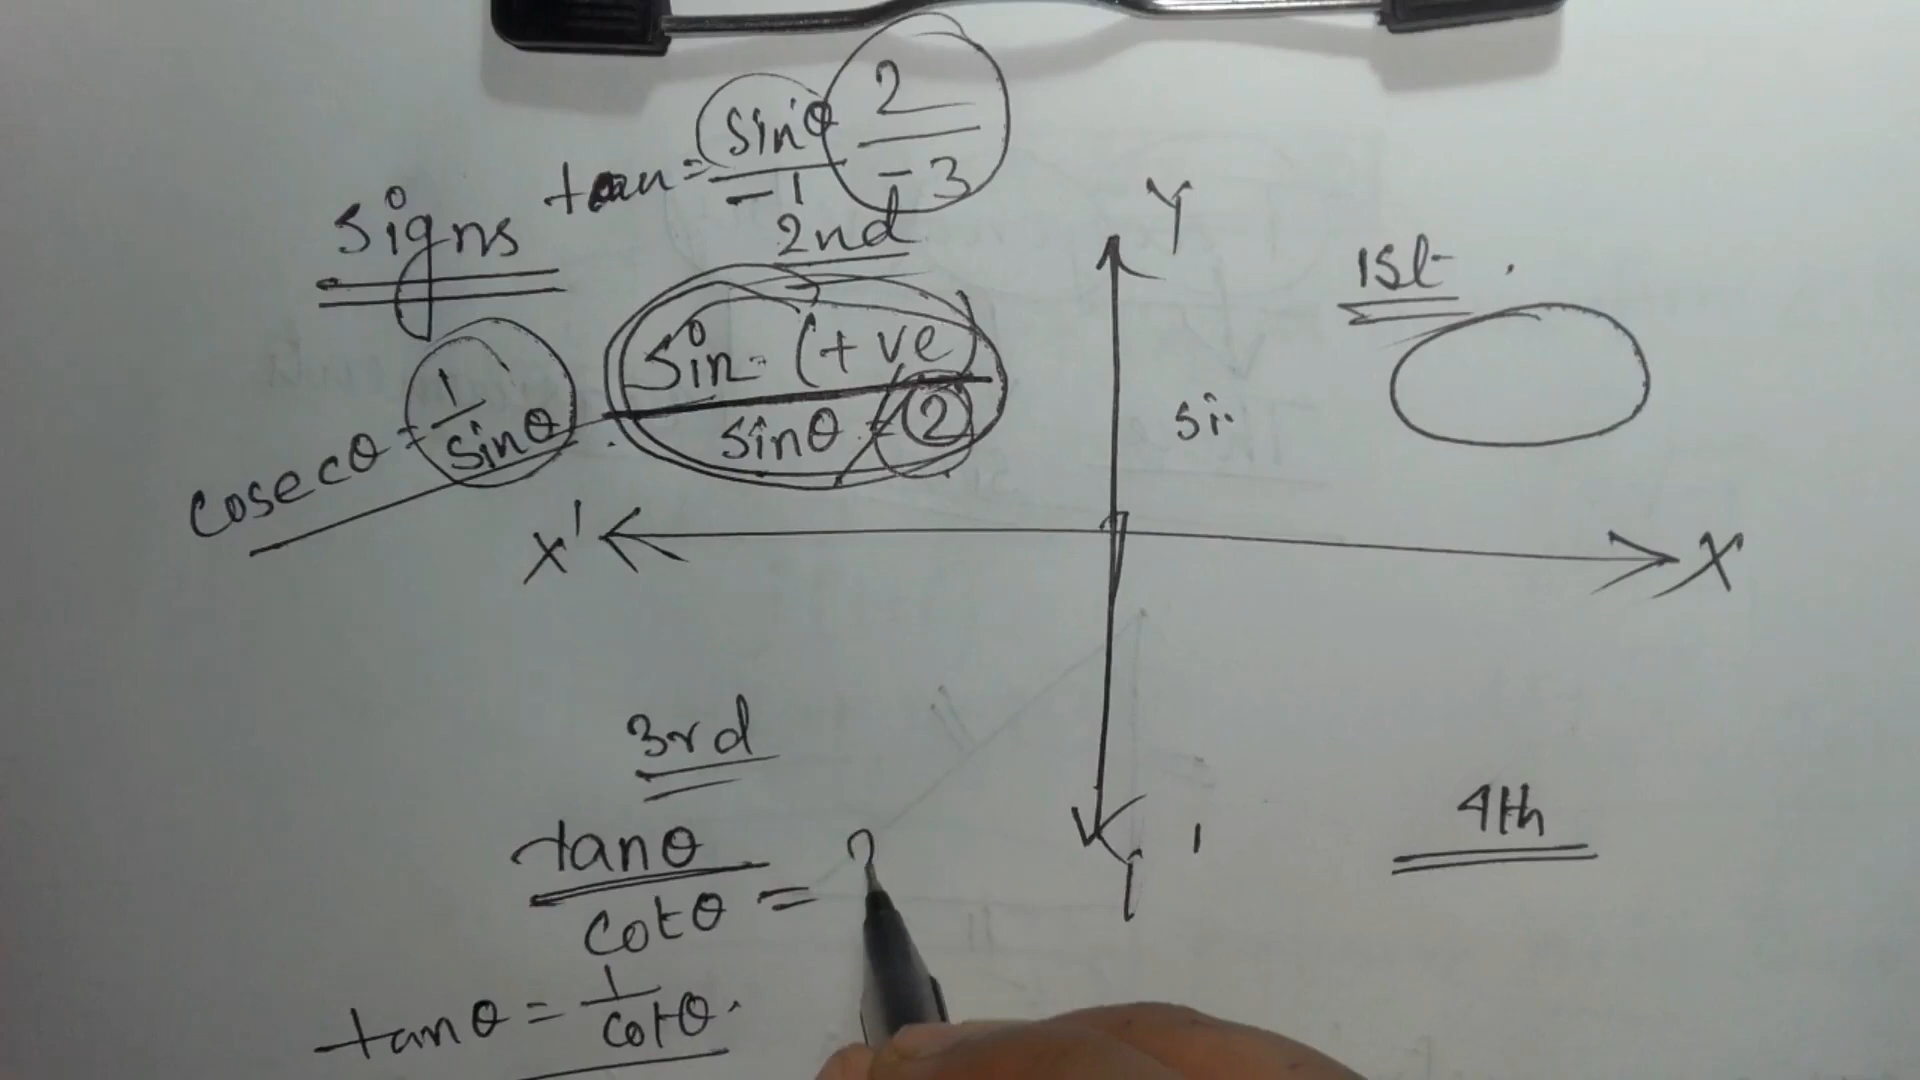 tan = sinθ / -1
2 / -3
Signs
2nd
Y
1st
Sin - (+ve)
sinθ = 2
cosecθ = 1 / sinθ
si
X'
X
3rd
4th
tanθ / cotθ = 2
tanθ = 1 / cotθ.